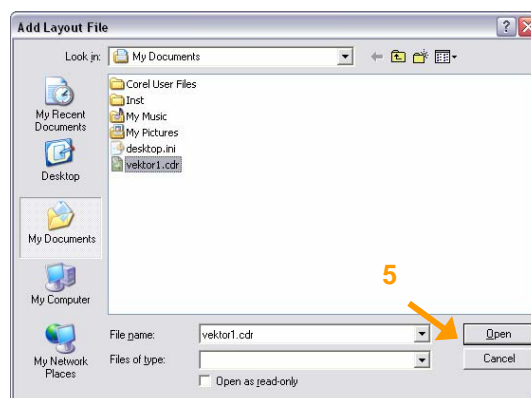 Add Layout File
Look in: My Documents
My Recent
Documents
Desktop
My Documents
My Computer
My Network
Places
Corel User Files
Inst
My Music
My Pictures
desktop.ini
vektor1.cdr
5
File name: vektor1.cdr Open
Files of type: Cancel
Open as read-only